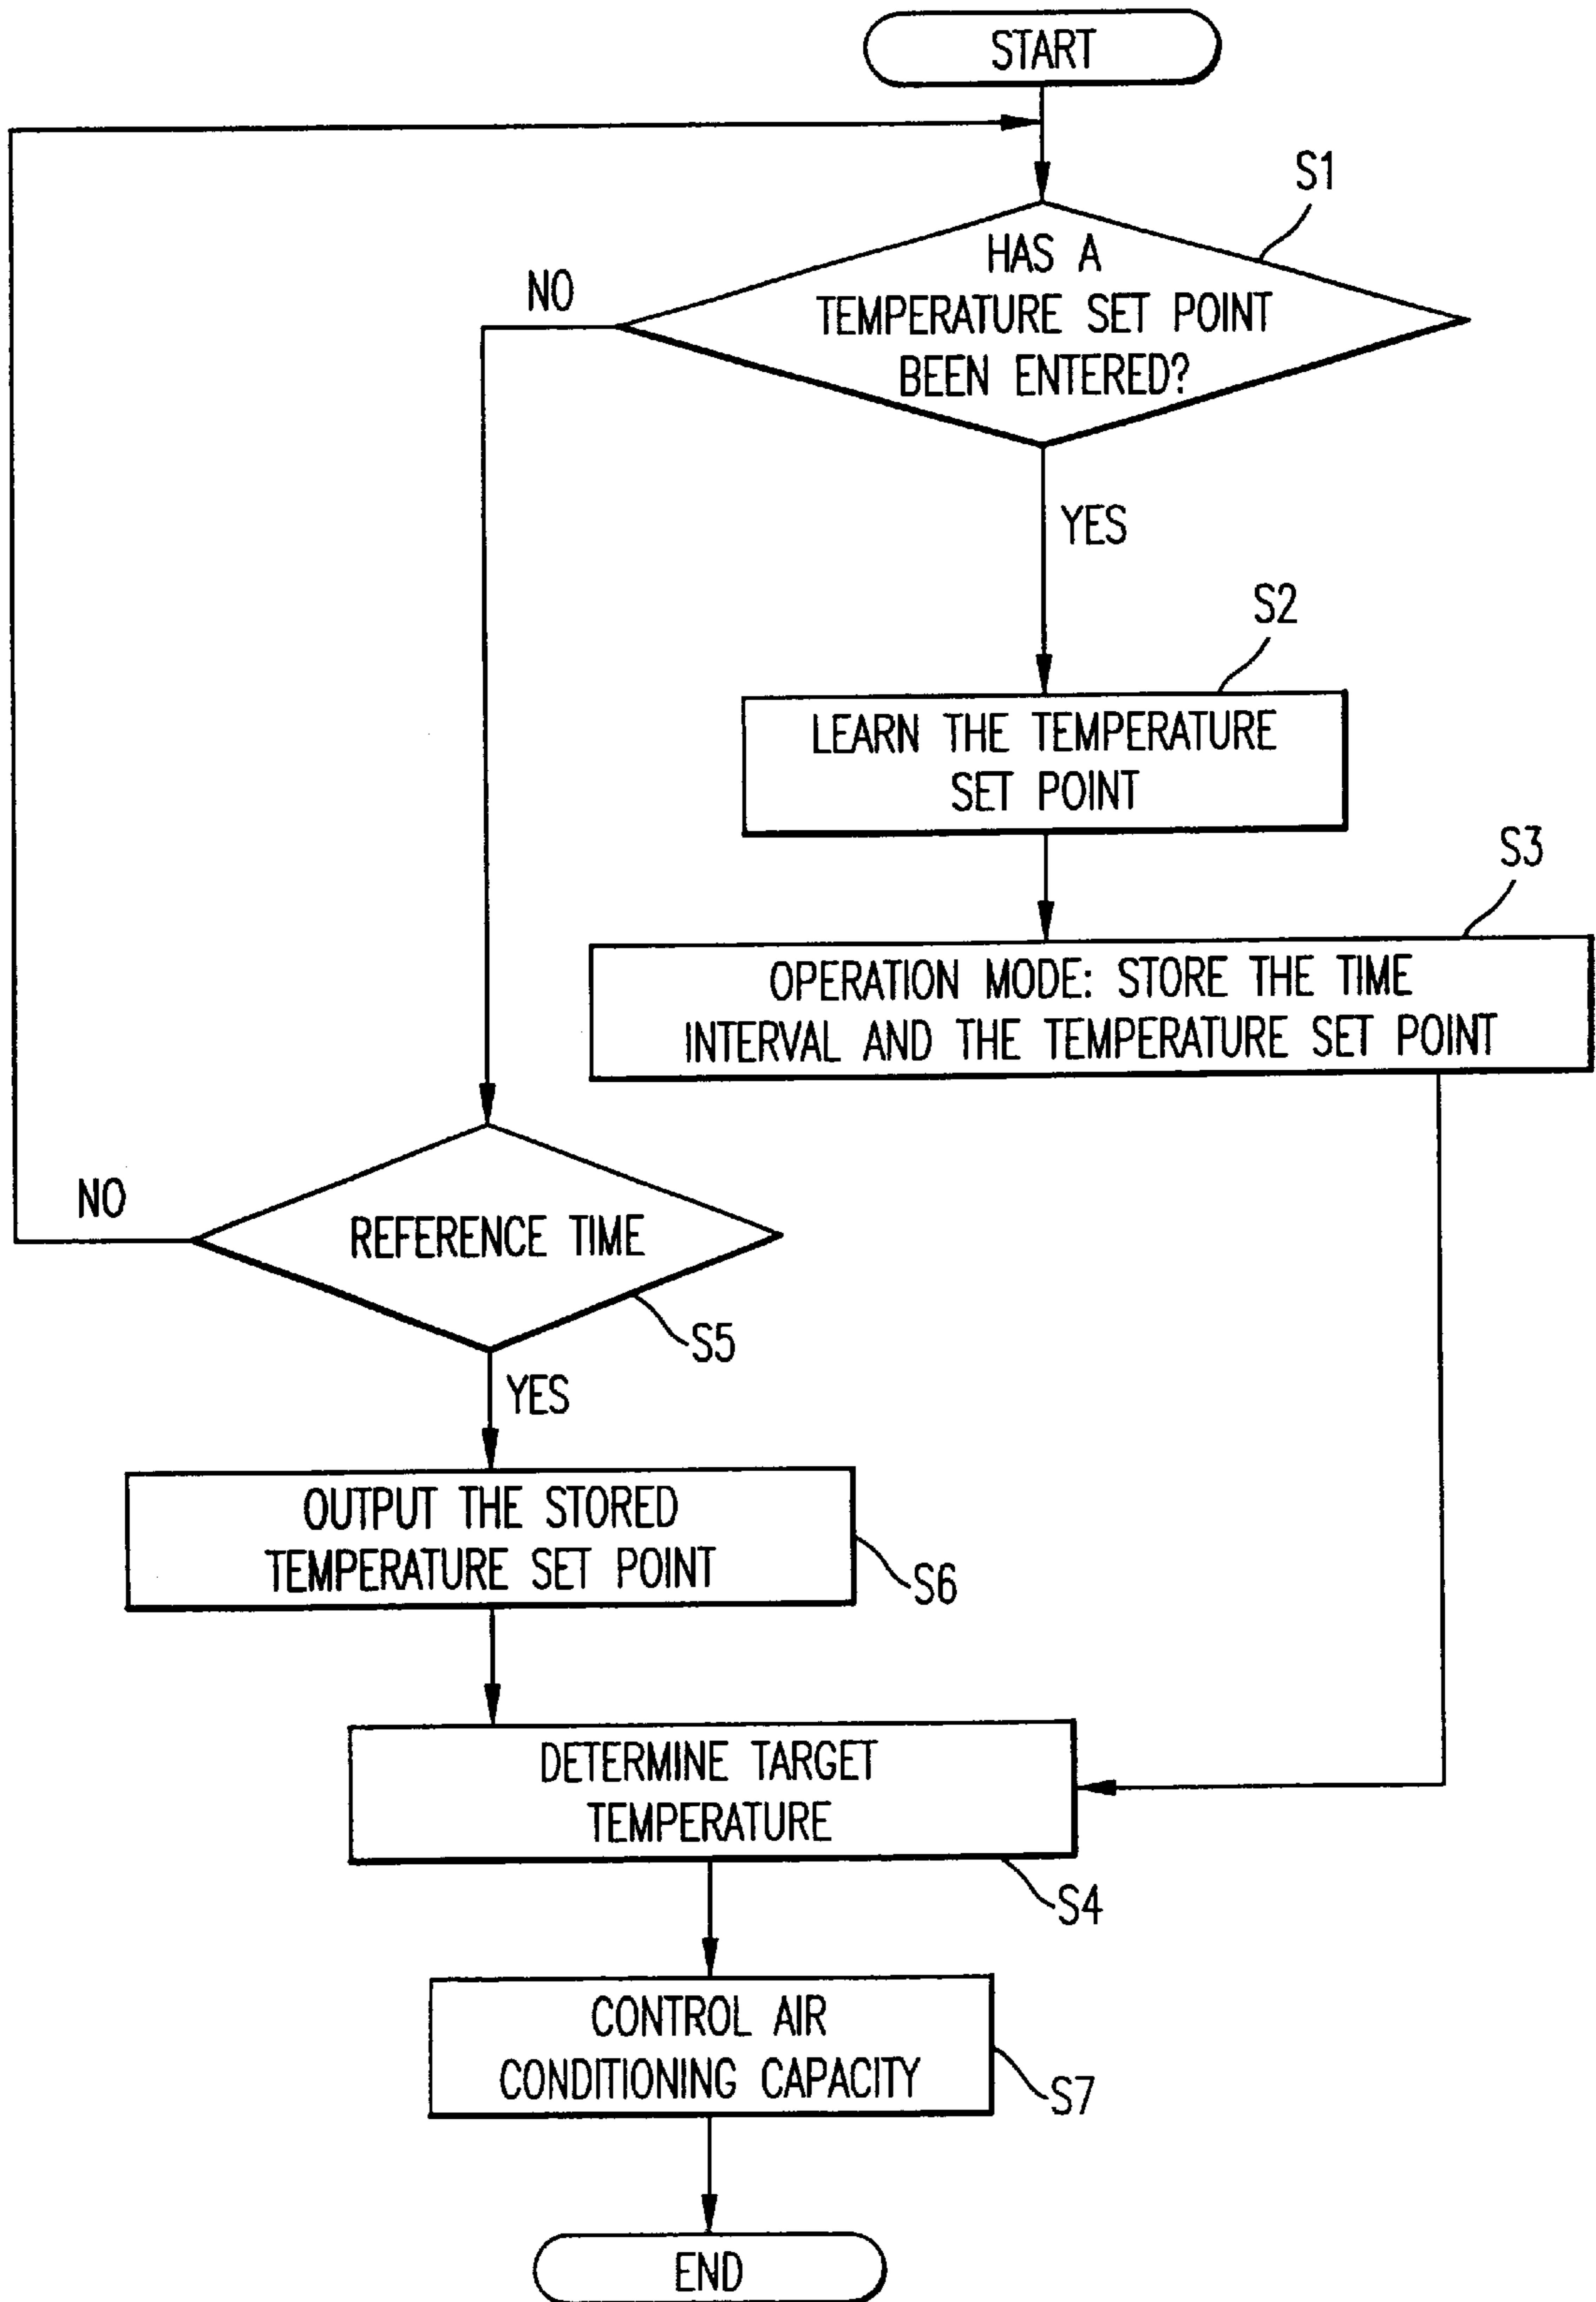 START
S1
HAS A
TEMPERATURE SET POINT
BEEN ENTERED?
NO
YES
S2
LEARN THE TEMPERATURE
SET POINT
S3
OPERATION MODE: STORE THE TIME
INTERVAL AND THE TEMPERATURE SET POINT
NO
REFERENCE TIME
S5
YES
OUTPUT THE STORED
TEMPERATURE SET POINT
S6
DETERMINE TARGET
TEMPERATURE
S4
CONTROL AIR
CONDITIONING CAPACITY
S7
END